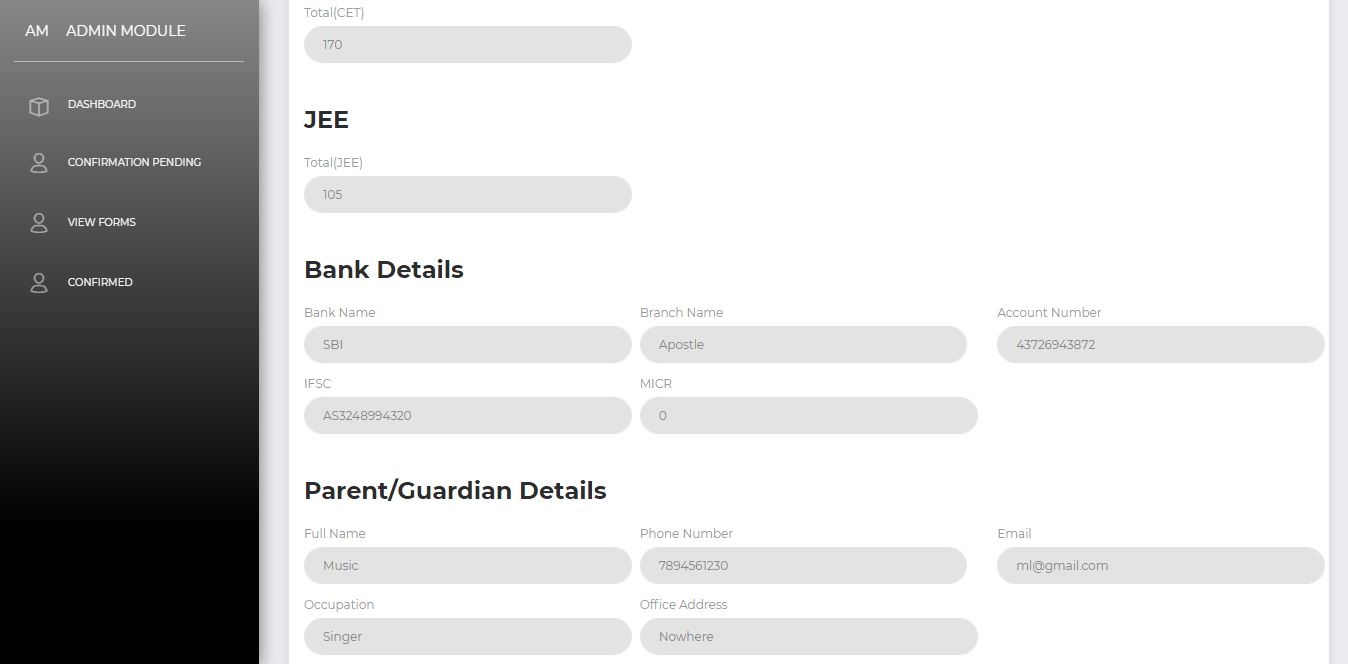 AM ADMIN MODULE
DASHBOARD
CONFIRMATION PENDING
VIEW FORMS
CONFIRMED
Total(CET)
170
JEE
Total(JEE)
105
Bank Details
Bank Name Branch Name Account Number
SBI Apostle 43726943872
IFSC MICR
AS3248994320 0
Parent/Guardian Details
Full Name Phone Number Email
Music 7894561230 ml@gmail.com
Occupation Office Address
Singer Nowhere